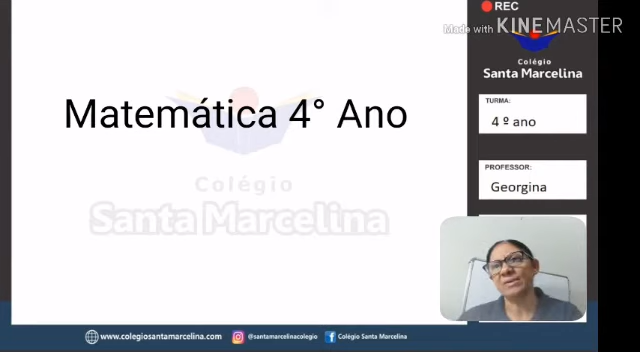 REC
Made with KINEMASTER
Colégio
Santa Marcelina
TURMA:
4 º ano
PROFESSOR:
Georgina
Matemática 4° Ano
Colégio
Santa Marcelina
www.colegiosantamarcelina.com
@santamarcelinacolegio
Colégio Santa Marcelina